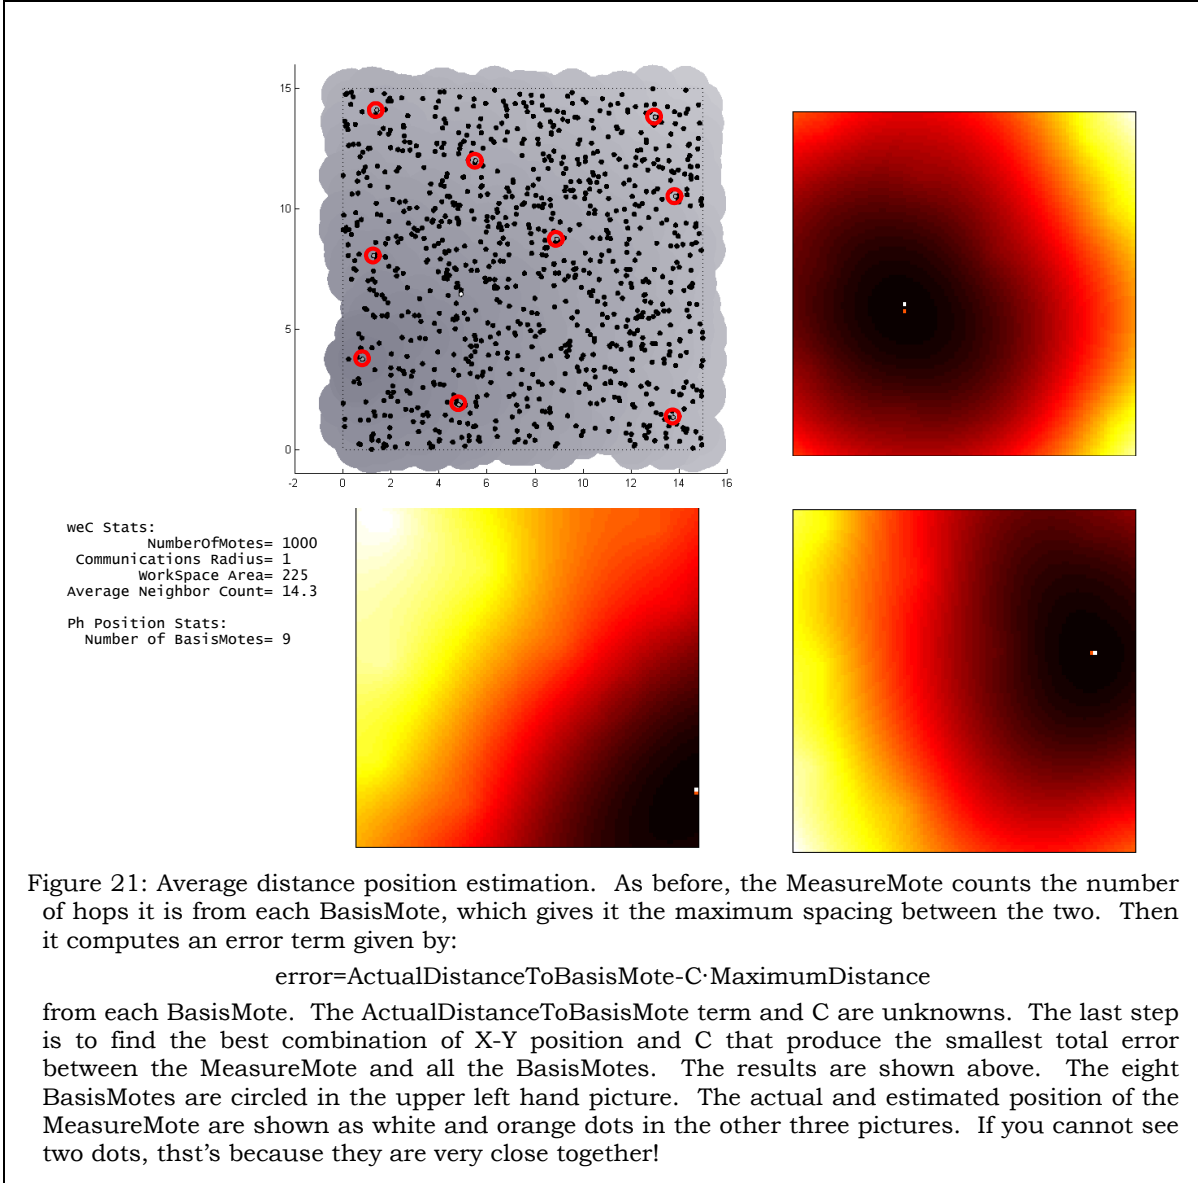 15
10
5
0
-2 0 2 4 6 8 10 12 14 16
weC Stats:
NumberOfMotes= 1000
Communications Radius= 1
WorkSpace Area= 225
Average Neighbor Count= 14.3
Ph Position Stats:
Number of BasisMotes= 9
Figure 21: Average distance position estimation. As before, the MeasureMote counts the number
of hops it is from each BasisMote, which gives it the maximum spacing between the two. Then
it computes an error term given by:
error=ActualDistanceToBasisMote-C·MaximumDistance
from each BasisMote. The ActualDistanceToBasisMote term and C are unknowns. The last step
is to find the best combination of X-Y position and C that produce the smallest total error
between the MeasureMote and all the BasisMotes. The results are shown above. The eight
BasisMotes are circled in the upper left hand picture. The actual and estimated position of the
MeasureMote are shown as white and orange dots in the other three pictures. If you cannot see
two dots, thst's because they are very close together!